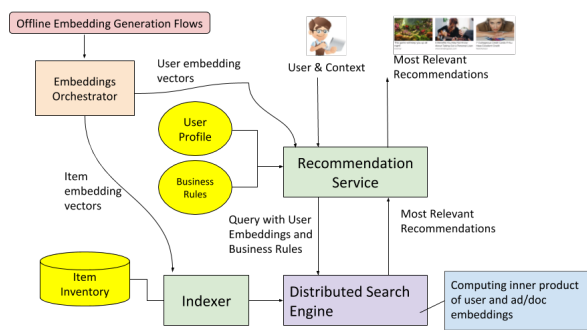 Offline Embedding Generation Flows
Embeddings
Orchestrator
User embedding
vectors
User & Context
Most Relevant
Recommendations
User
Profile
Business
Rules
Recommendation
Service
Item
embedding
vectors
Query with User
Embeddings and
Business Rules
Most Relevant
Recommendations
Item
Inventory
Indexer
Distributed Search
Engine
Computing inner product
of user and ad/doc
embeddings